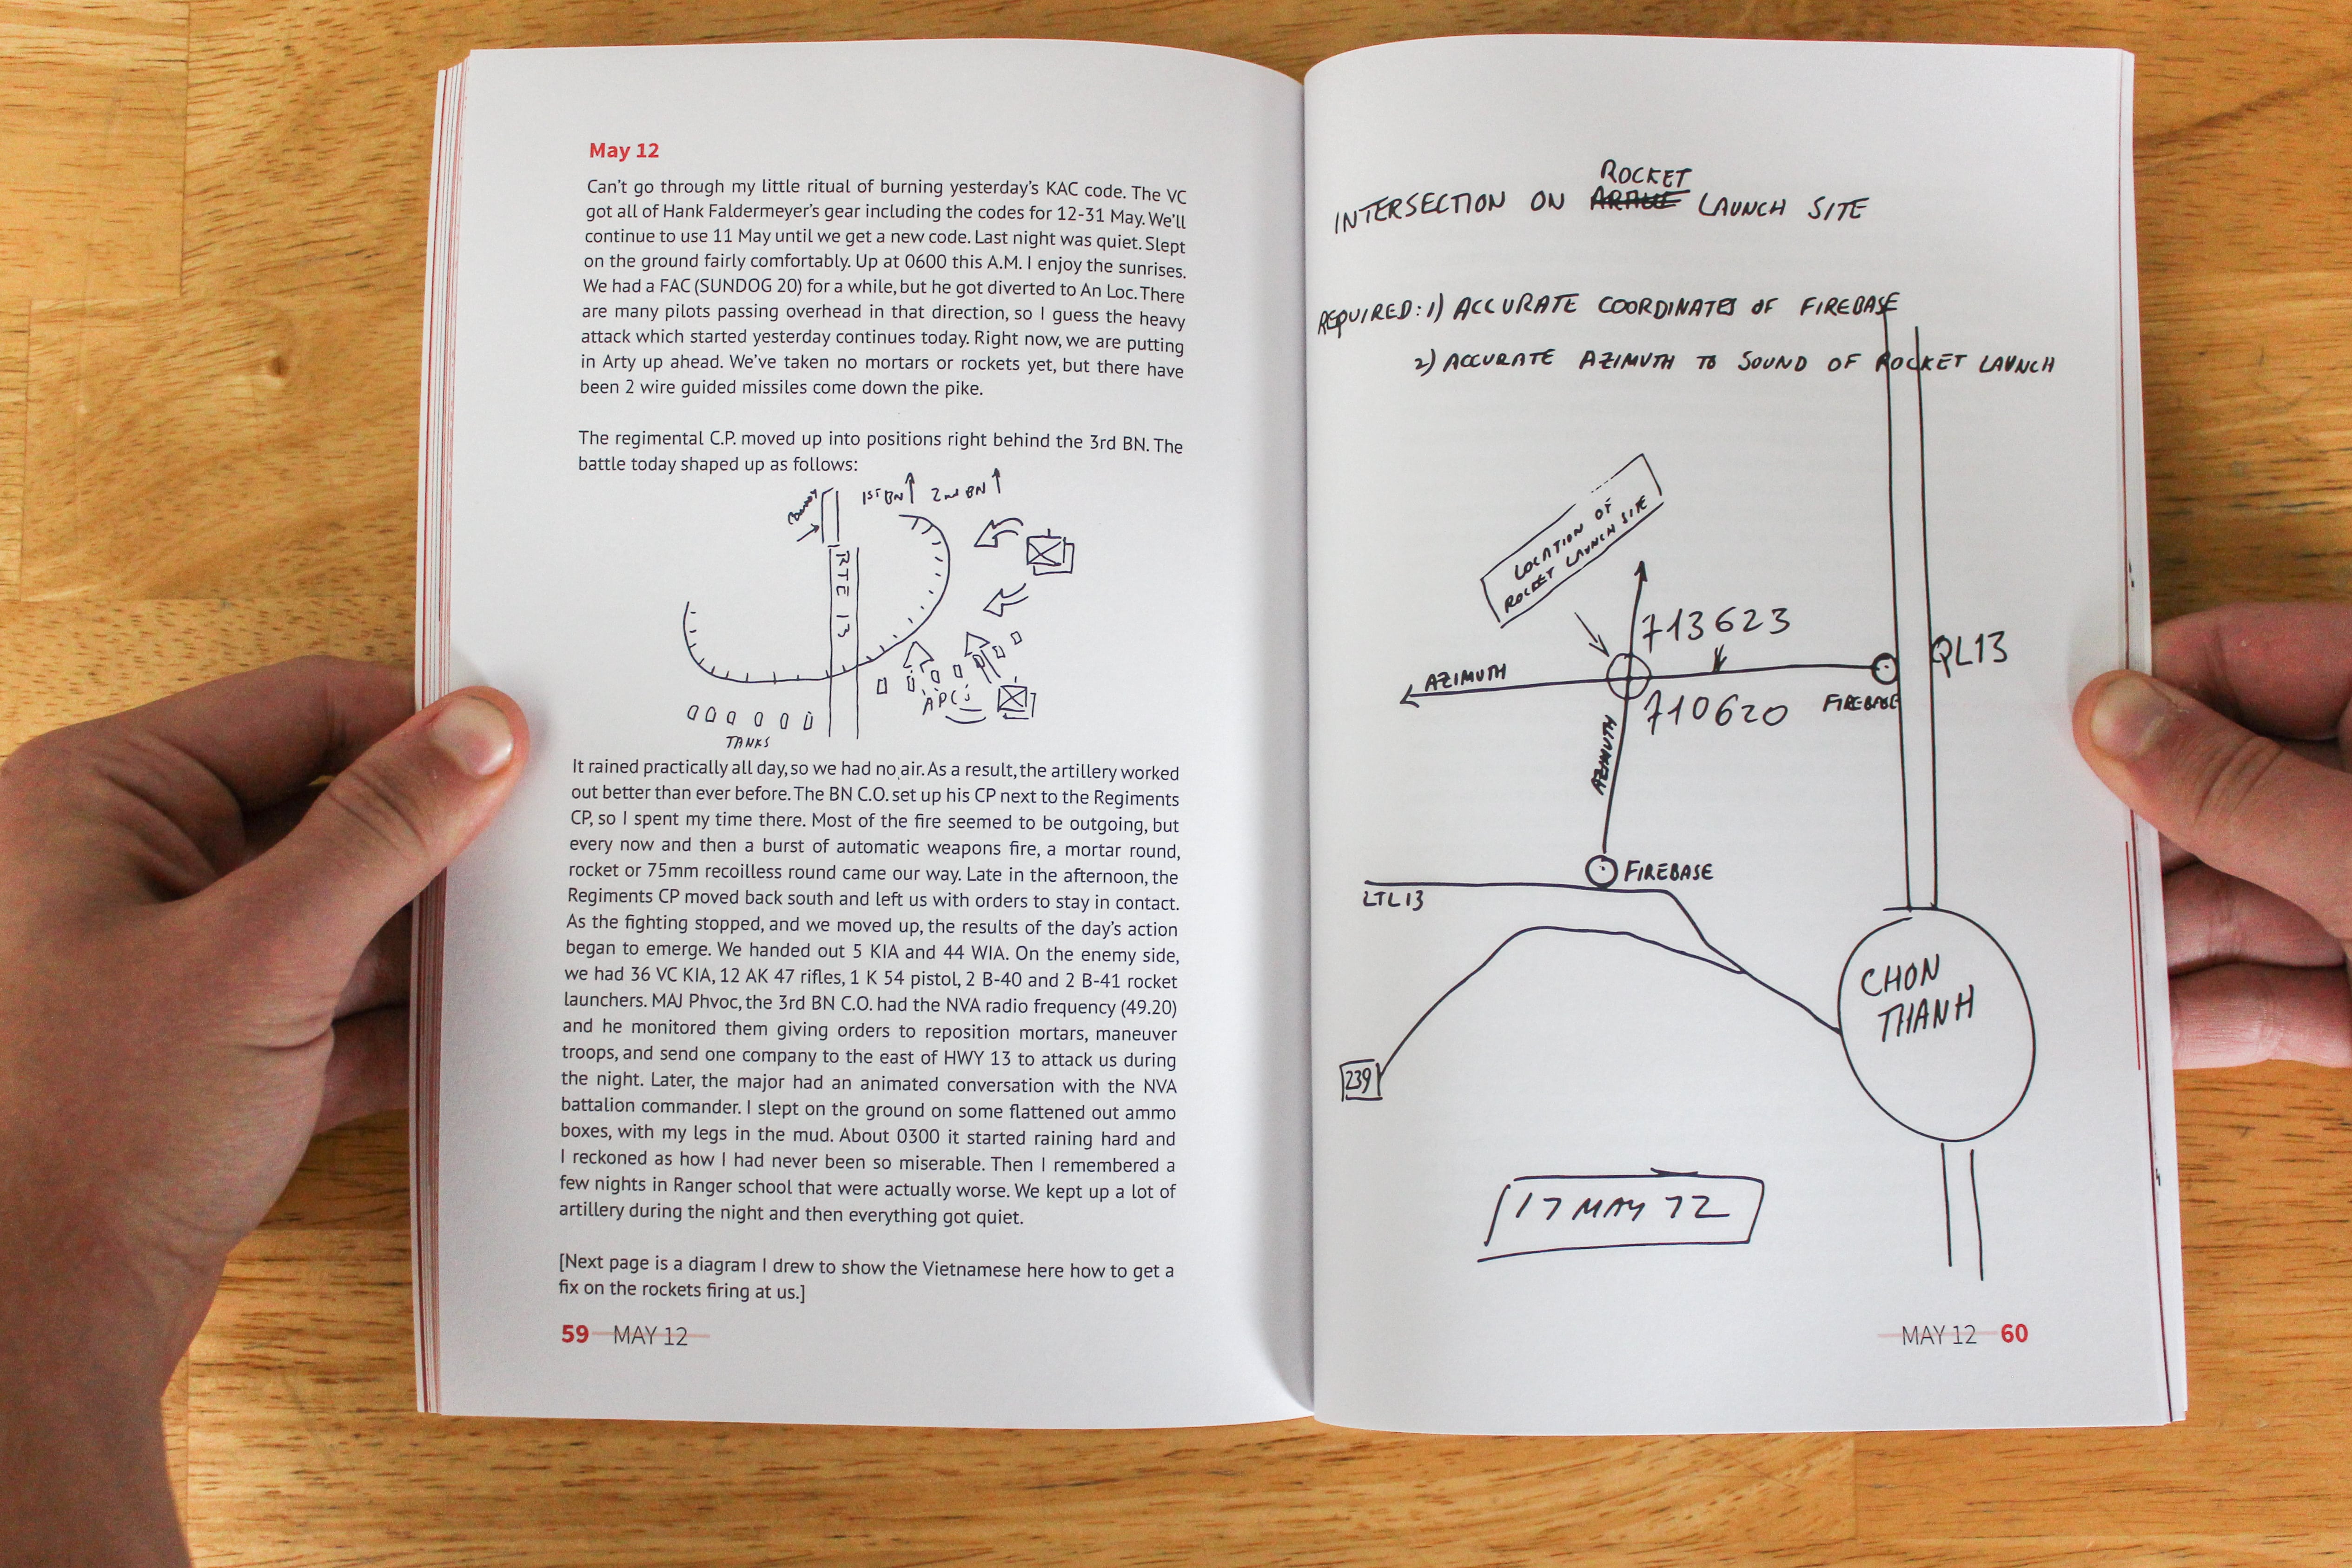 May 12
Can't go through my little ritual of burning yesterday's KAC code. The VC
got all of Hank Faldermeyer's gear including the codes for 12-31 May. We'll
continue to use 11 May until we get a new code. Last night was quiet. Slept
on the ground fairly comfortably. Up at 0600 this A.M. I enjoy the sunrises.
We had a FAC (SUNDOG 20) for a while, but he got diverted to An Loc. There
are many pilots passing overhead in that direction, so I guess the heavy
attack which started yesterday continues today. Right now, we are putting
in Arty up ahead. We've taken no mortars or rockets yet, but there have
been 2 wire guided missiles come down the pike.
The regimental C.P. moved up into positions right behind the 3rd BN. The
battle today shaped up as follows:
1ST BN 2nd BN
RTE 13
APCs
TANKS
It rained practically all day, so we had no air. As a result, the artillery worked
out better than ever before. The BN C.O. set up his CP next to the Regiments
CP, so I spent my time there. Most of the fire seemed to be outgoing, but
every now and then a burst of automatic weapons fire, a mortar round,
rocket or 75mm recoilless round came our way. Late in the afternoon, the
Regiments CP moved back south and left us with orders to stay in contact.
As the fighting stopped, and we moved up, the results of the day's action
began to emerge. We handed out 5 KIA and 44 WIA. On the enemy side,
we had 36 VC KIA, 12 AK 47 rifles, 1 K 54 pistol, 2 B-40 and 2 B-41 rocket
launchers. MAJ Phvoc, the 3rd BN C.O. had the NVA radio frequency (49.20)
and he monitored them giving orders to reposition mortars, maneuver
troops, and send one company to the east of HWY 13 to attack us during
the night. Later, the major had an animated conversation with the NVA
battalion commander. I slept on the ground on some flattened out ammo
boxes, with my legs in the mud. About 0300 it started raining hard and
I reckoned as how I had never been so miserable. Then I remembered a
few nights in Ranger school that were actually worse. We kept up a lot of
artillery during the night and then everything got quiet.
[Next page is a diagram I drew to show the Vietnamese here how to get a
fix on the rockets firing at us.]
59 MAY 12
ROCKET
INTERSECTION ON LAUNCH SITE
REQUIRED: 1) ACCURATE COORDINATES OF FIREBASE
2) ACCURATE AZIMUTH TO SOUND OF ROCKET LAUNCH
LOCATION OF
ROCKET LAUNCH SITE
713623
QL13
AZIMUTH
710620
FIREBASE
AZIMUTH
FIREBASE
LTL13
CHON
THANH
239
17 MAY 72
MAY 12 60